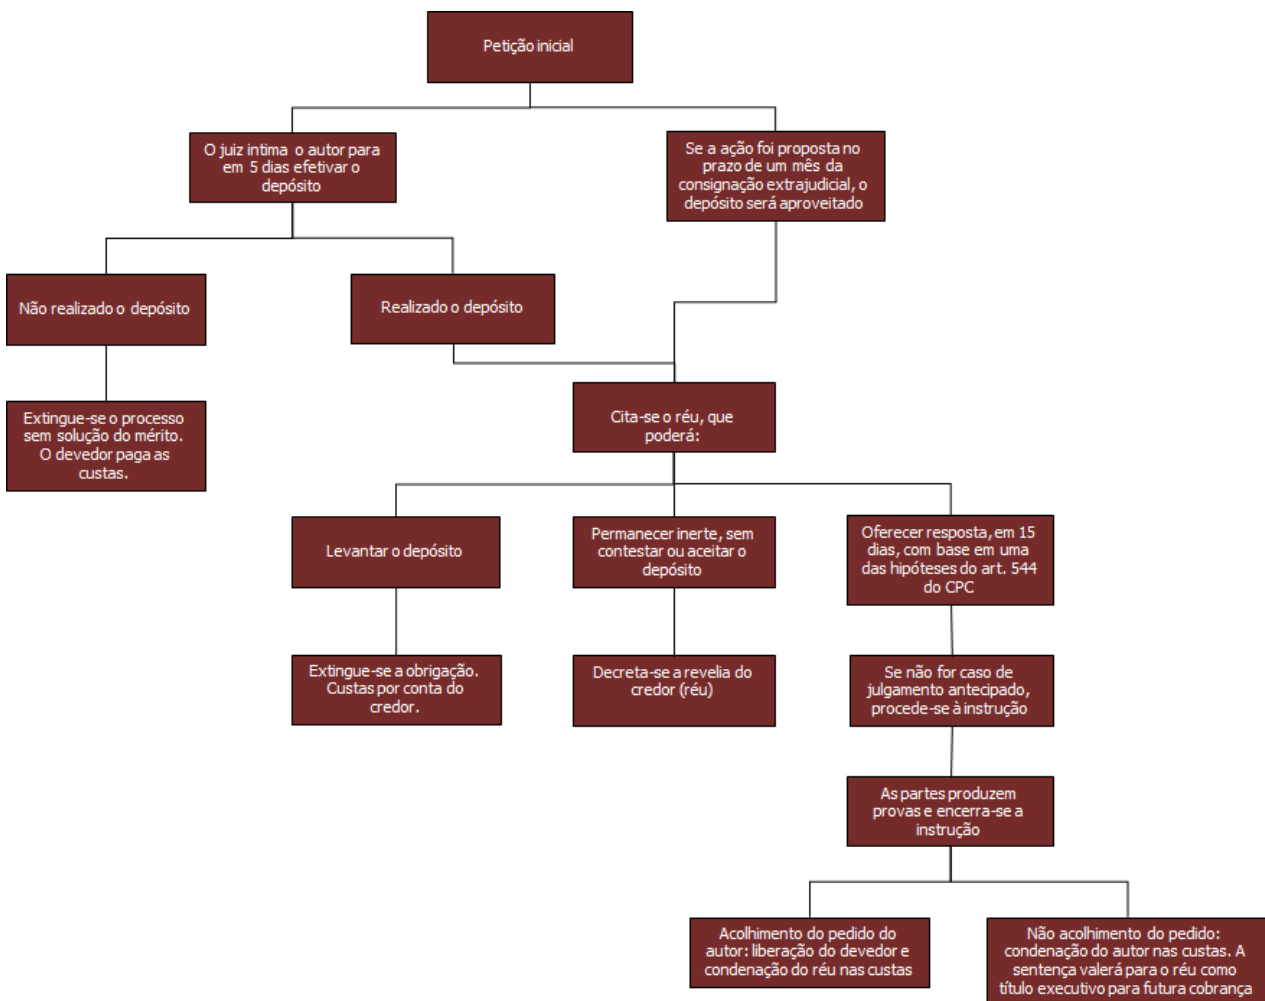 Petição inicial
O juiz intima o autor para
em 5 dias efetivar o
depósito
Se a ação foi proposta no
prazo de um mês da
consignação extrajudicial, o
depósito será aproveitado
Não realizado o depósito
Realizado o depósito
Extingue-se o processo
sem solução do mérito.
O devedor paga as
custas.
Cita-se o réu, que
poderá:
Levantar o depósito
Permanecer inerte, sem
contestar ou aceitar o
depósito
Oferecer resposta, em 15
dias, com base em uma
das hipóteses do art. 544
do CPC
Extingue-se a obrigação.
Custas por conta do
credor.
Decreta-se a revelia do
credor (réu)
Se não for caso de
julgamento antecipado,
procede-se à instrução
As partes produzem
provas e encerra-se a
instrução
Acolhimento do pedido do
autor: liberação do devedor e
condenação do réu nas custas
Não acolhimento do pedido:
condenação do autor nas custas. A
sentença valerá para o réu como
título executivo para futura cobrança